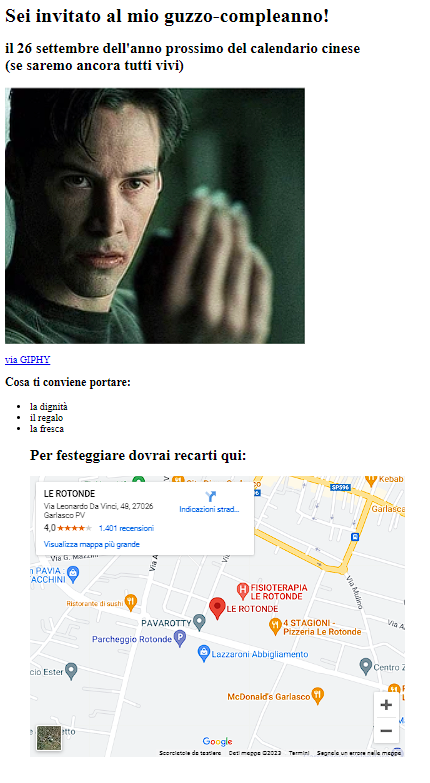 Sei invitato al mio guzzo-compleanno!
il 26 settembre dell'anno prossimo del calendario cinese
(se saremo ancora tutti vivi)
via GIPHY
Cosa ti conviene portare:
la dignità
il regalo
la fresca
Per festeggiare dovrai recarti qui:
LE ROTONDE
Via Leonardo Da Vinci, 48, 27026
Garlasco PV
4,0 1.401 recensioni
Visualizza mappa più grande
Indicazioni strad...
SP596
SP596
Kebab
Garlasca
Via G. Mazzini
PAVIA :
TACCHINI
Ristorante di sushi
FISIOTERAPIA
LE ROTONDE
LE ROTONDE
Via Mulino
PAVAROTTY
4 STAGIONI -
Pizzeria Le Rotonde
Parcheggio Rotonde
Lazzaroni Abbigliamento
cio Ester
Centro
McDonald's Garlasco
Google
Scorciatoie da tastiera
Dati mappa ©2023
Termini
Segnala un errore nella mappa